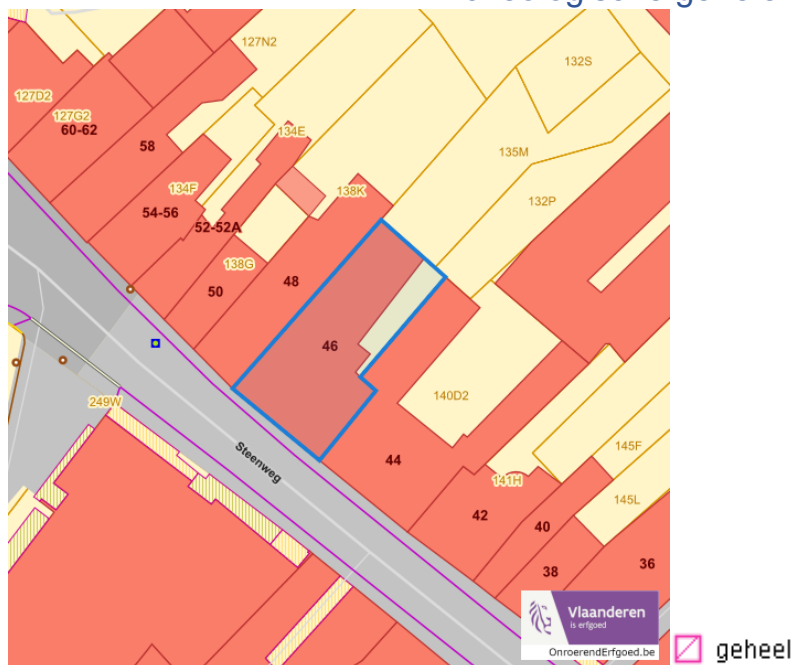 127N2
132S
127D2
127G2
60-62
134E
58
135M
134F
138K
132P
54-56
52-52A
138G
48
50
46
140D2
249W
Steenweg
44
145F
141H
145L
42
40
36
38
Vlaanderen
is erfgoed
OnroerendErfgoed.be
geheel